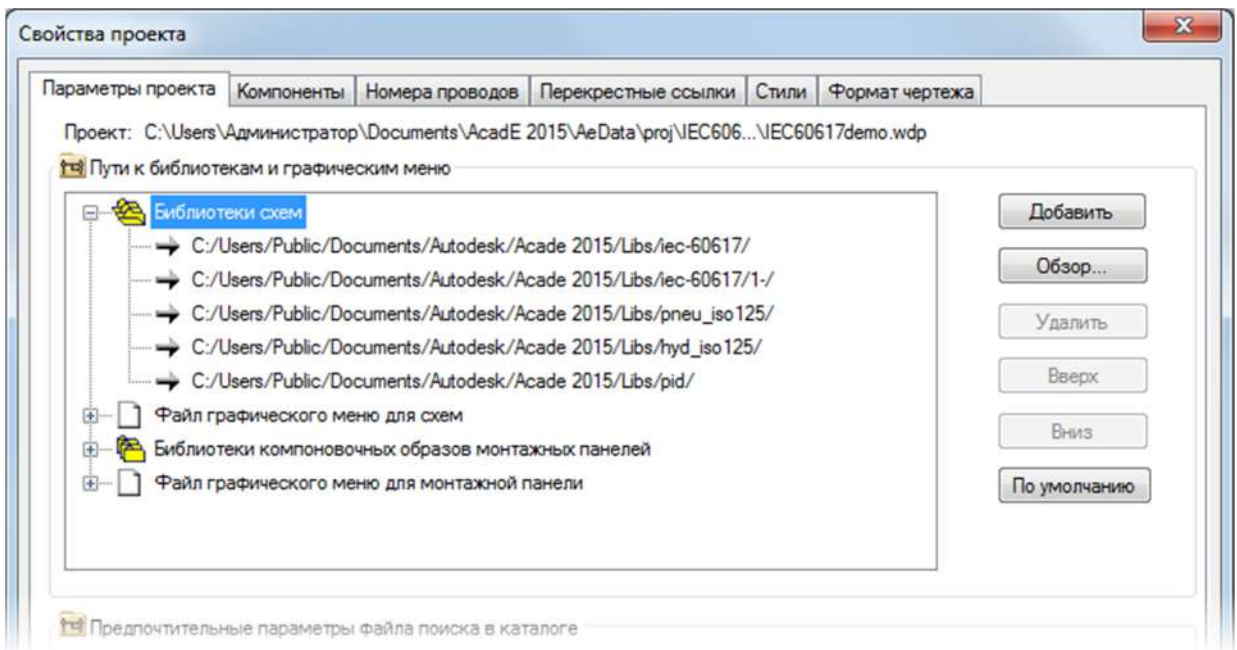 Свойства проекта
Параметры проекта Компоненты Номера проводов Перекрестные ссылки Стили Формат чертежа
Проект: C:\Users\Администратор\Documents\AcadE 2015\AeData\proj\IEC606...\IEC60617demo.wdp
Пути к библиотекам и графическим меню
Библиотеки схем
C:/Users/Public/Documents/Autodesk/Acade 2015/Libs/iec-60617/
C:/Users/Public/Documents/Autodesk/Acade 2015/Libs/iec-60617/1-/
C:/Users/Public/Documents/Autodesk/Acade 2015/Libs/pneu_iso125/
C:/Users/Public/Documents/Autodesk/Acade 2015/Libs/hyd_iso125/
C:/Users/Public/Documents/Autodesk/Acade 2015/Libs/pid/
Файл графического меню для схем
Библиотеки компоновочных образов монтажных панелей
Файл графического меню для монтажной панели
Добавить
Обзор...
Удалить
Вверх
Вниз
По умолчанию
Предпочтительные параметры файла поиска в каталоге